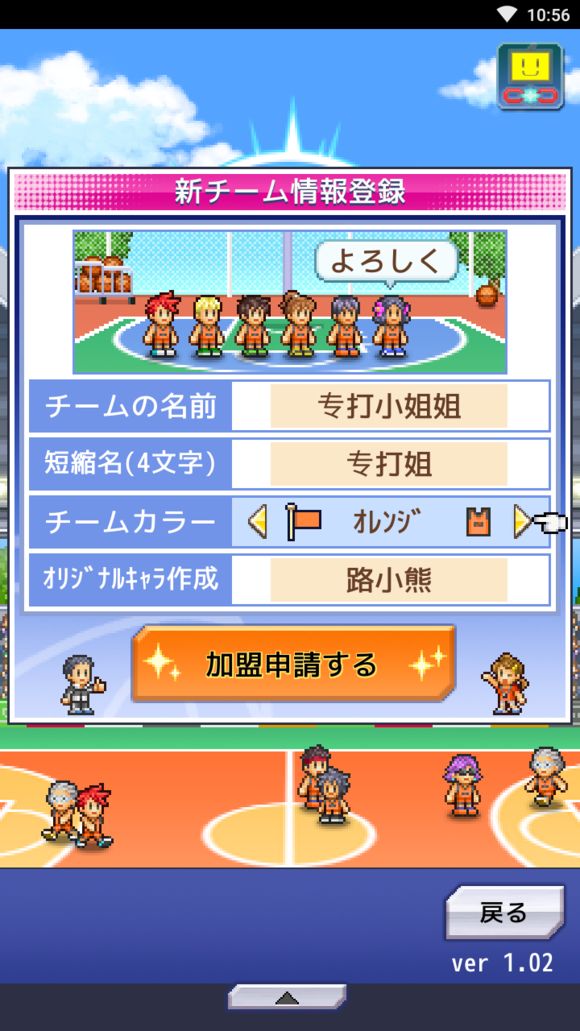 10:56
新チーム情報登録
よろしく
チームの名前
专打小姐姐
短縮名(4文字)
专打姐
チームカラー
ｵﾚﾝｼﾞ
ｵﾘｼﾞﾅﾙｷｬﾗ作成
路小熊
加盟申請する
戻る
ver 1.02